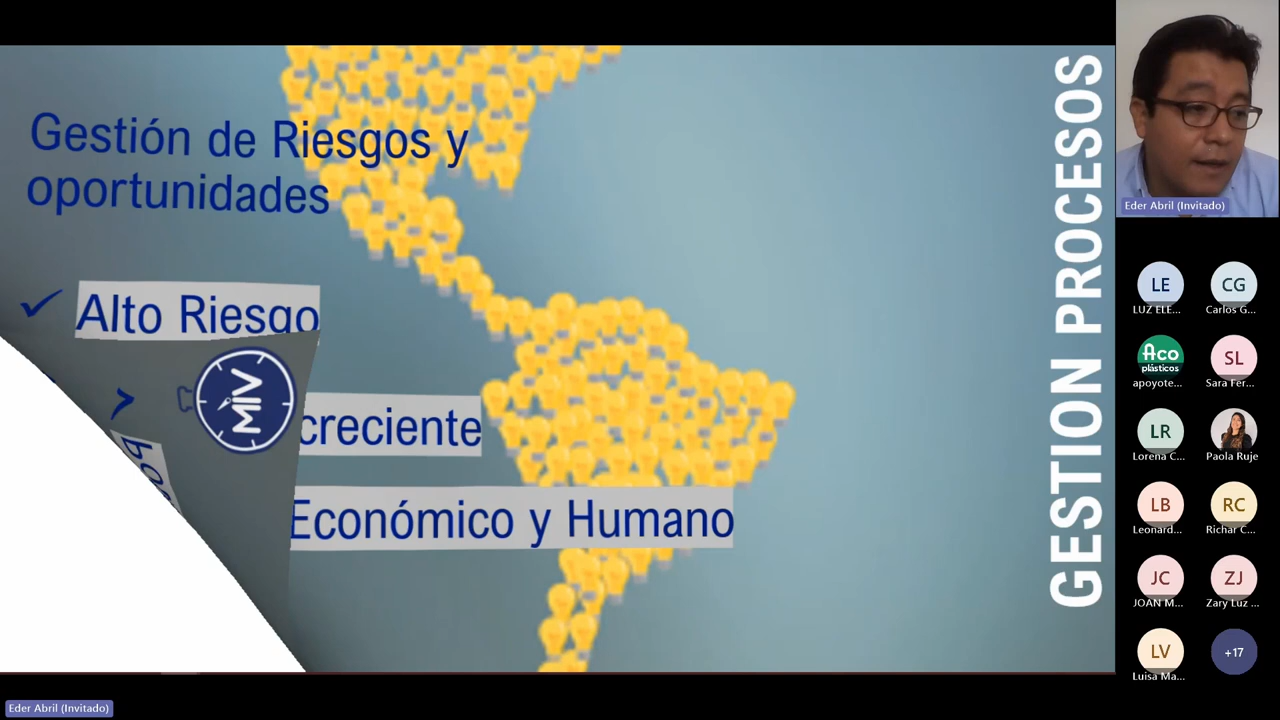 Gestión de Riesgos y
oportunidades
Alto Riesgo
creciente
Económico y Humano
MIV
GESTION PROCESOS
Eder Abril (Invitado)
LE
LUZ ELE...
CG
Carlos G...
Aco
plásticos
apoyote...
SL
Sara Fer...
LR
Lorena C...
Paola Ruje
LB
Leonard...
RC
Richar C...
JC
JOAN M...
ZJ
Zary Luz ...
LV
Luisa Ma...
+17
Eder Abril (Invitado)